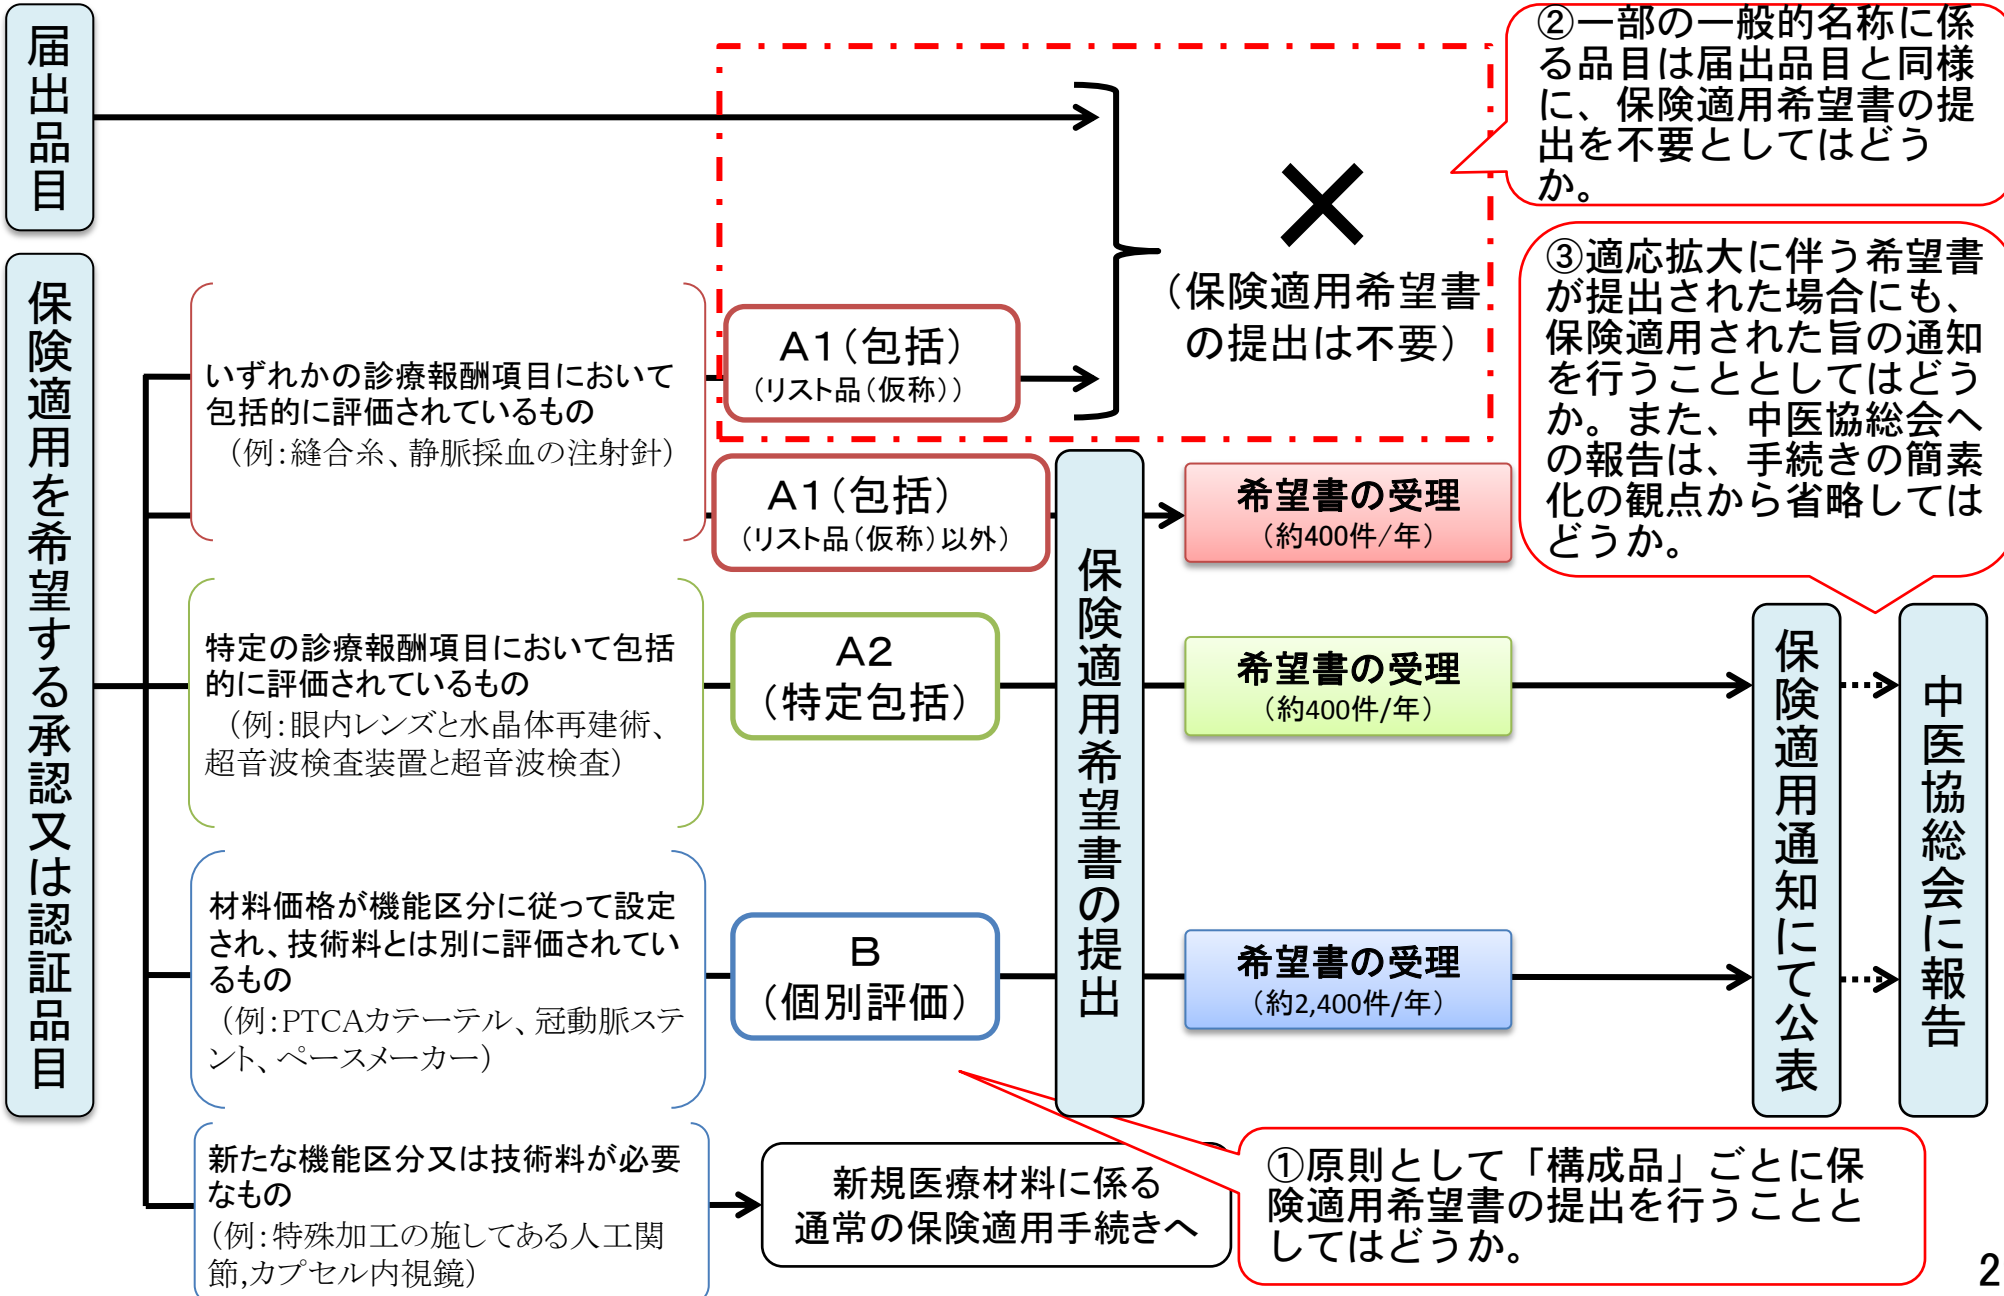 届出品目
②一部の一般的名称に係
る品目は届出品目と同様
に、保険適用希望書の提
出を不要としてはどう
か。
×
（保険適用希望書
の提出は不要）
保険適用を希望する承認又は認証品目
いずれかの診療報酬項目において
包括的に評価されているもの
（例：縫合糸、静脈採血の注射針）
A1（包括）
（リスト品（仮称））
A1（包括）
（リスト品（仮称）以外）
保険適用希望書の提出
希望書の受理
（約400件/年）
③適応拡大に伴う希望書
が提出された場合にも、
保険適用された旨の通知
を行うこととしてはどう
か。また、中医協総会へ
の報告は、手続きの簡素
化の観点から省略しては
どうか。
特定の診療報酬項目において包括
的に評価されているもの
（例：眼内レンズと水晶体再建術、
超音波検査装置と超音波検査）
A2
（特定包括）
希望書の受理
（約400件/年）
保険適用通知にて公表
中医協総会に報告
材料価格が機能区分に従って設定
され、技術料とは別に評価されてい
るもの
（例：PTCAカテーテル、冠動脈ステ
ント、ペースメーカー）
B
（個別評価）
希望書の受理
（約2,400件/年）
新たな機能区分又は技術料が必要
なもの
（例：特殊加工の施してある人工関
節,カプセル内視鏡）
新規医療材料に係る
通常の保険適用手続きへ
①原則として「構成品」ごとに保
険適用希望書の提出を行うことと
してはどうか。
2